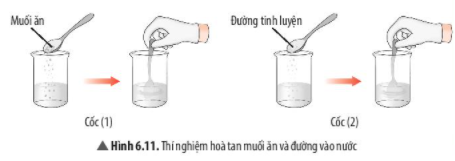 Muối ăn
Đường tinh luyện
Cốc (1)
Cốc (2)
▲ Hình 6.11. Thí nghiệm hoà tan muối ăn và đường vào nước